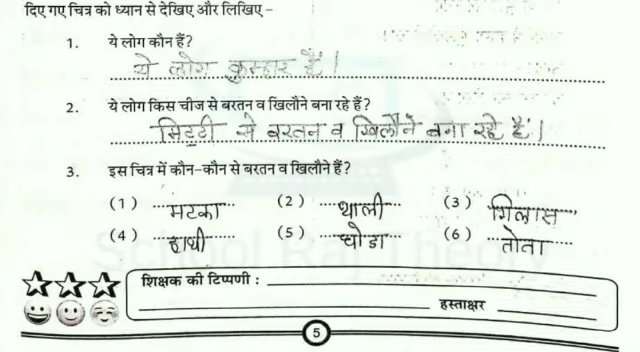 दिए गए चित्र को ध्यान से देखिए और लिखिए –
1. ये लोग कौन हैं?
ये लोग कुम्हार हैं।
2. ये लोग किस चीज से बरतन व खिलौने बना रहे हैं?
मिट्टी से बरतन व खिलौने बना रहे हैं।
3. इस चित्र में कौन-कौन से बरतन व खिलौने हैं?
(1) मटका (2) थाली (3) गिलास
(4) हाथी (5) घोडा (6) तोता
शिक्षक की टिप्पणी :
हस्ताक्षर
5